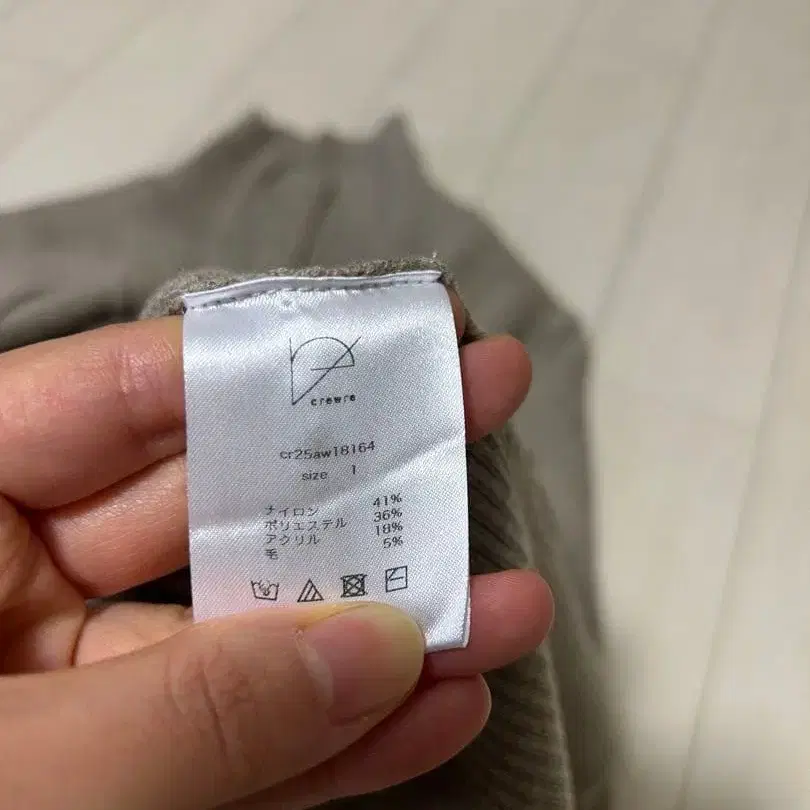 crewre
cr25aw18164
size 1
ナイロン 41%
ポリエステル 36%
アクリル 18%
毛 5%